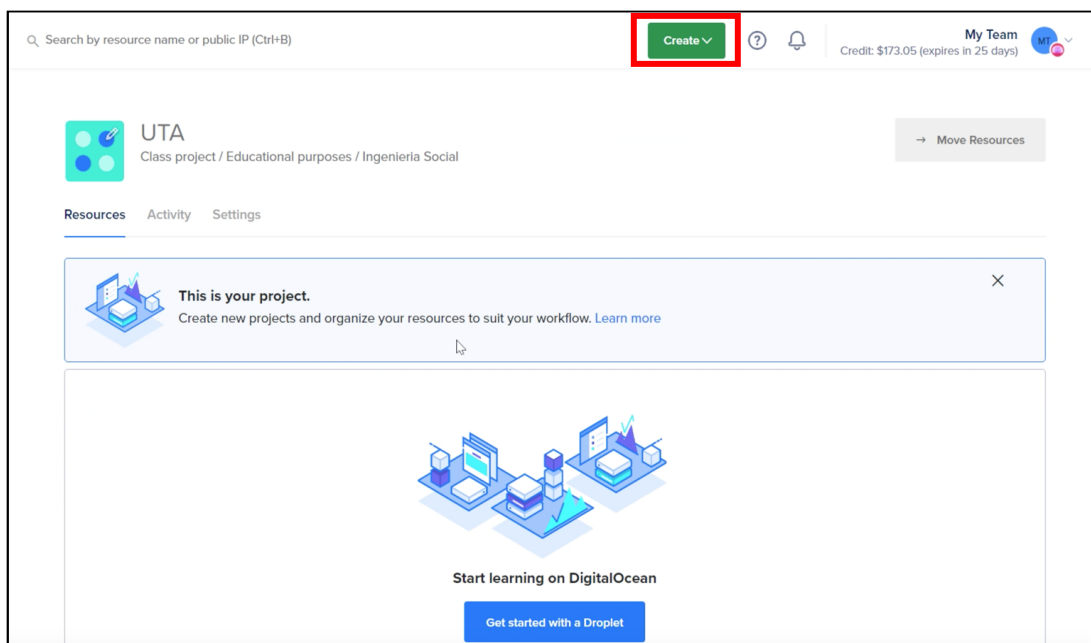 Search by resource name or public IP (Ctrl+B)
Create
?
My Team
Credit: $173.05 (expires in 25 days)
MT
UTA
Class project / Educational purposes / Ingenieria Social
→ Move Resources
Resources Activity Settings
This is your project.
Create new projects and organize your resources to suit your workflow. Learn more
Start learning on DigitalOcean
Get started with a Droplet